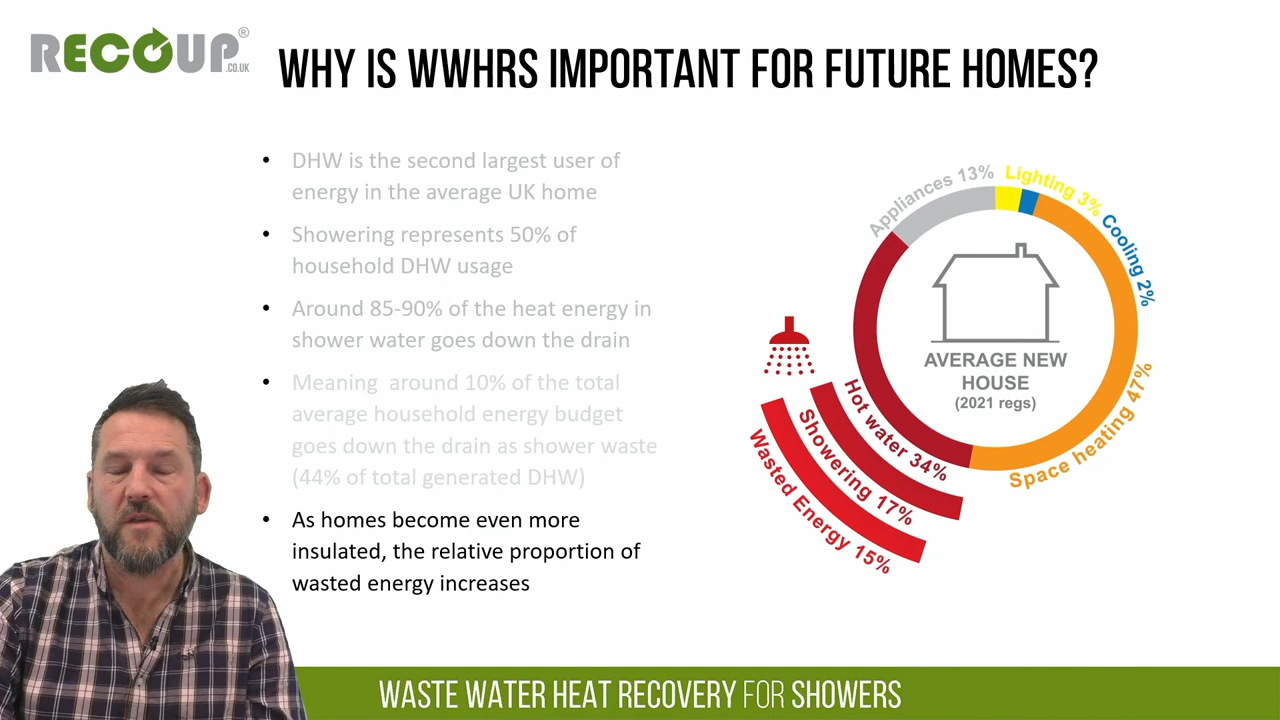 RECOUP®
.CO.UK
WHY IS WWHRS IMPORTANT FOR FUTURE HOMES?
• DHW is the second largest user of
energy in the average UK home
• Showering represents 50% of
household DHW usage
• Around 85-90% of the heat energy in
shower water goes down the drain
• Meaning around 10% of the total
average household energy budget
goes down the drain as shower waste
(44% of total generated DHW)
• As homes become even more
insulated, the relative proportion of
wasted energy increases
Appliances 13%
Lighting 3%
Cooling 2%
Space heating 47%
Hot water 34%
Showering 17%
Wasted Energy 15%
AVERAGE NEW
HOUSE
(2021 regs)
WASTE WATER HEAT RECOVERY FOR SHOWERS